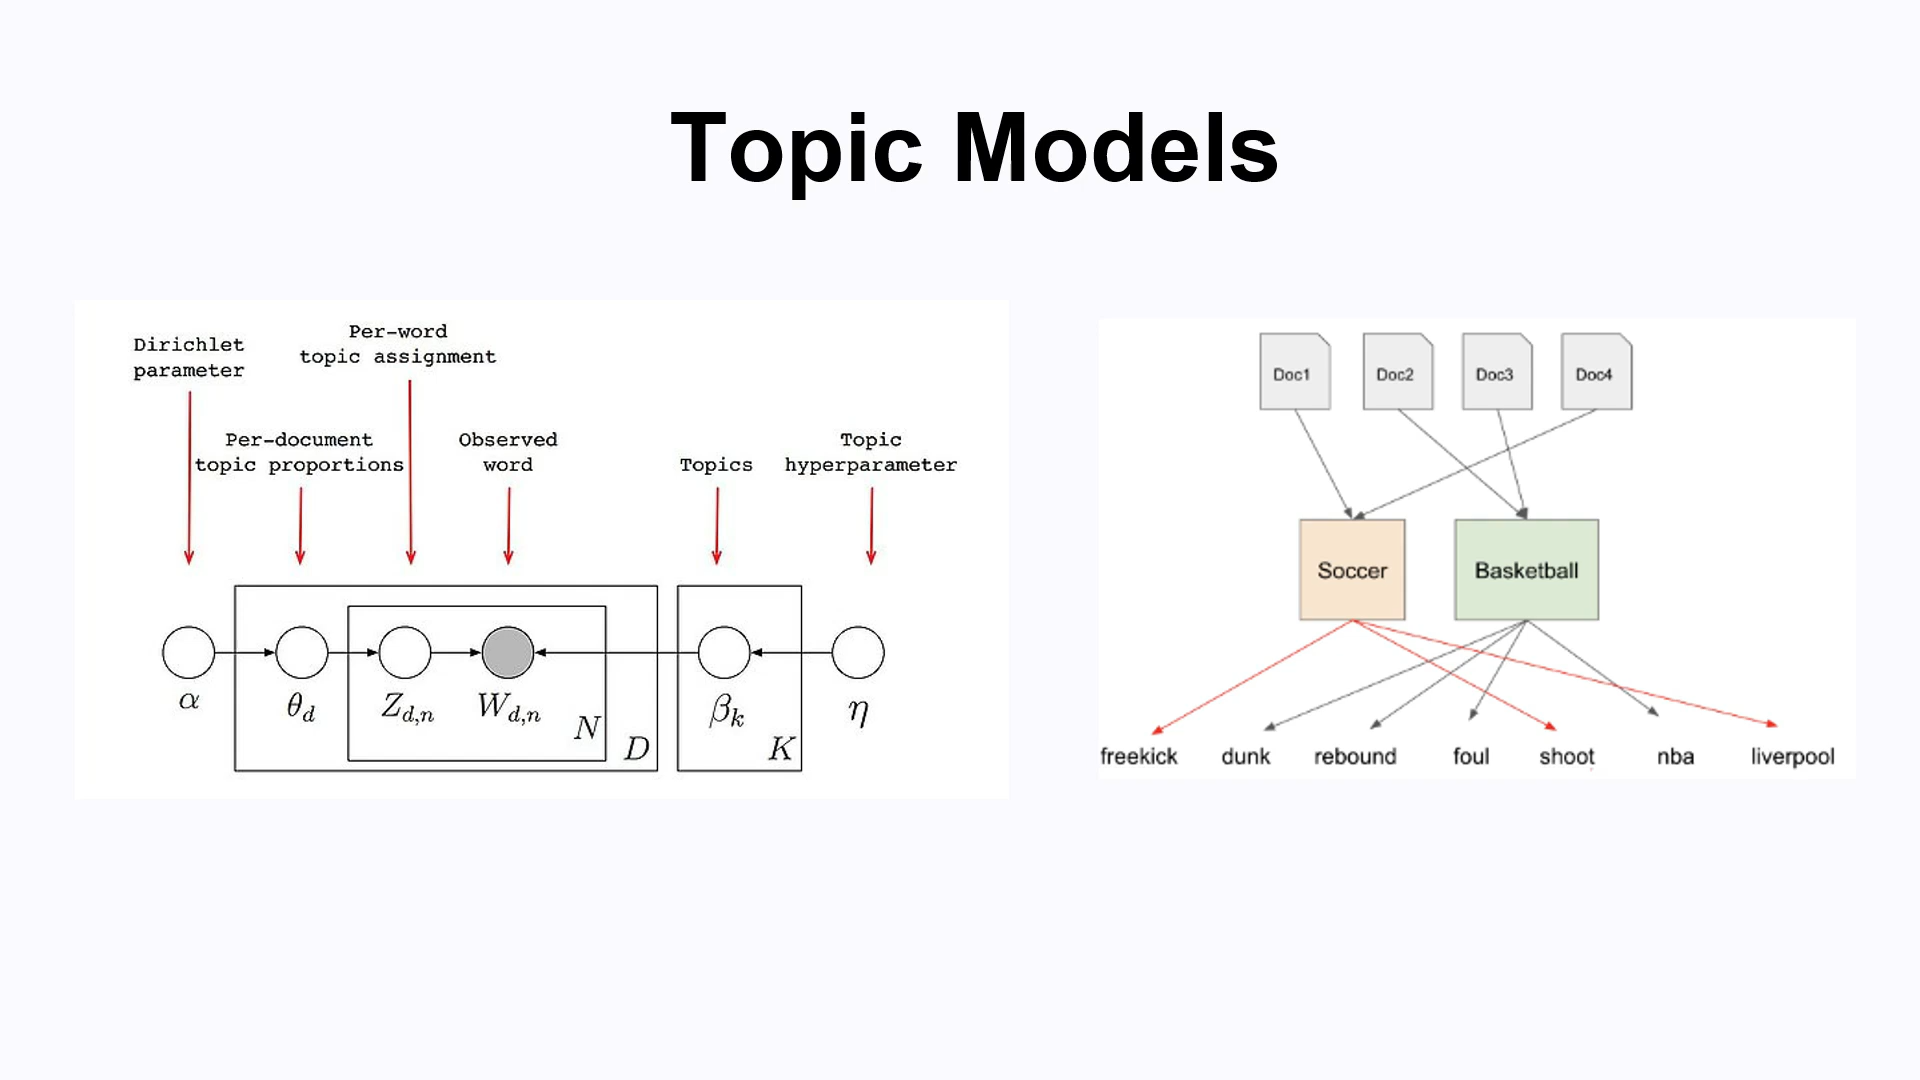 Topic Models
Dirichlet
parameter
Per-word
topic assignment
Per-document
topic proportions
Observed
word
Topics
Topic
hyperparameter
α
θd
Zd,n
Wd,n
N
D
βk
K
η
Doc1
Doc2
Doc3
Doc4
Soccer
Basketball
freekick
dunk
rebound
foul
shoot
nba
liverpool